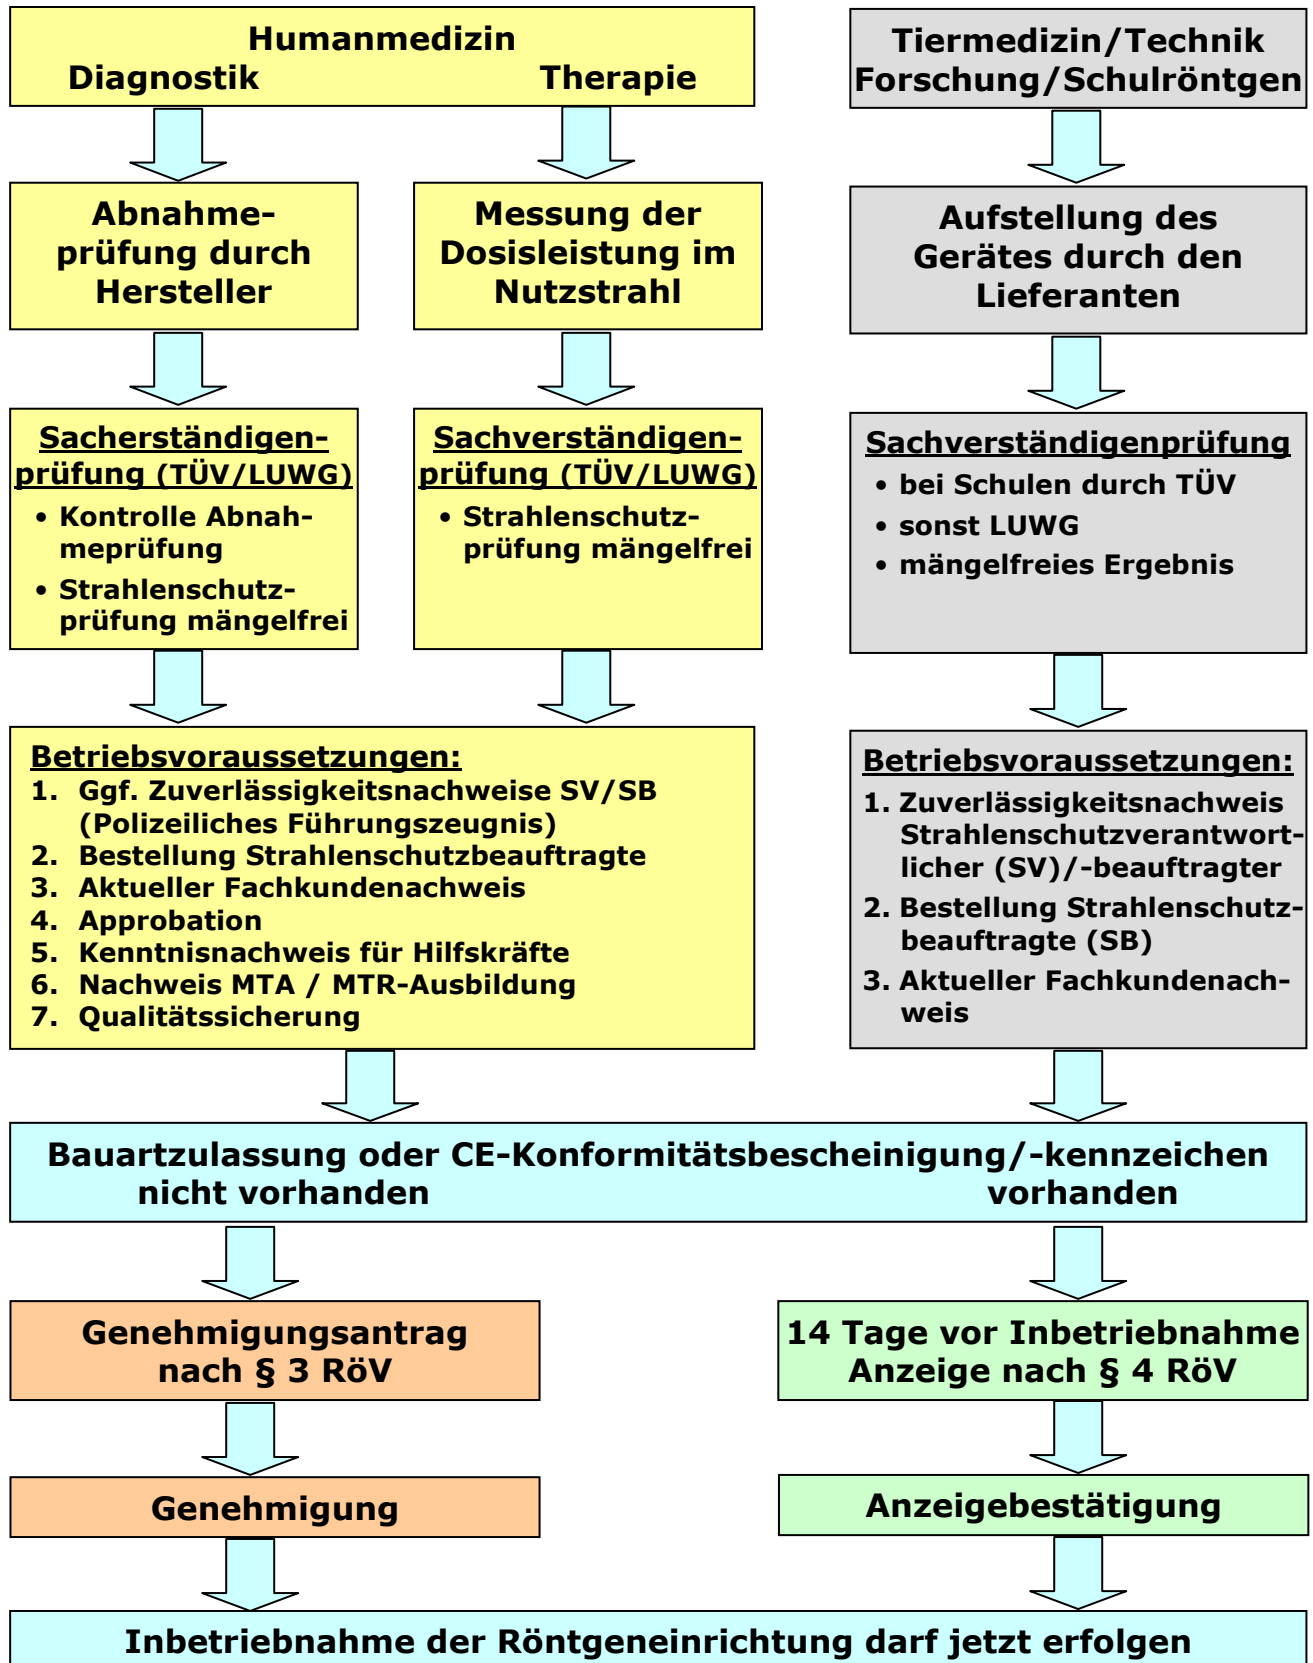 Humanmedizin
Diagnostik Therapie
Tiermedizin/Technik
Forschung/Schulröntgen
Abnahme-
prüfung durch
Hersteller
Messung der
Dosisleistung im
Nutzstrahl
Aufstellung des
Gerätes durch den
Lieferanten
Sacherständigen-
prüfung (TÜV/LUWG)
• Kontrolle Abnah-
meprüfung
• Strahlenschutz-
prüfung mängelfrei
Sachverständigen-
prüfung (TÜV/LUWG)
• Strahlenschutz-
prüfung mängelfrei
Sachverständigenprüfung
• bei Schulen durch TÜV
• sonst LUWG
• mängelfreies Ergebnis
Betriebsvoraussetzungen:
1. Ggf. Zuverlässigkeitsnachweise SV/SB
(Polizeiliches Führungszeugnis)
2. Bestellung Strahlenschutzbeauftragte
3. Aktueller Fachkundenachweis
4. Approbation
5. Kenntnisnachweis für Hilfskräfte
6. Nachweis MTA / MTR-Ausbildung
7. Qualitätssicherung
Betriebsvoraussetzungen:
1. Zuverlässigkeitsnachweis
Strahlenschutzverantwort-
licher (SV)/-beauftragter
2. Bestellung Strahlenschutz-
beauftragte (SB)
3. Aktueller Fachkundenach-
weis
Bauartzulassung oder CE-Konformitätsbescheinigung/-kennzeichen
nicht vorhanden vorhanden
Genehmigungsantrag
nach § 3 RöV
14 Tage vor Inbetriebnahme
Anzeige nach § 4 RöV
Genehmigung
Anzeigebestätigung
Inbetriebnahme der Röntgeneinrichtung darf jetzt erfolgen